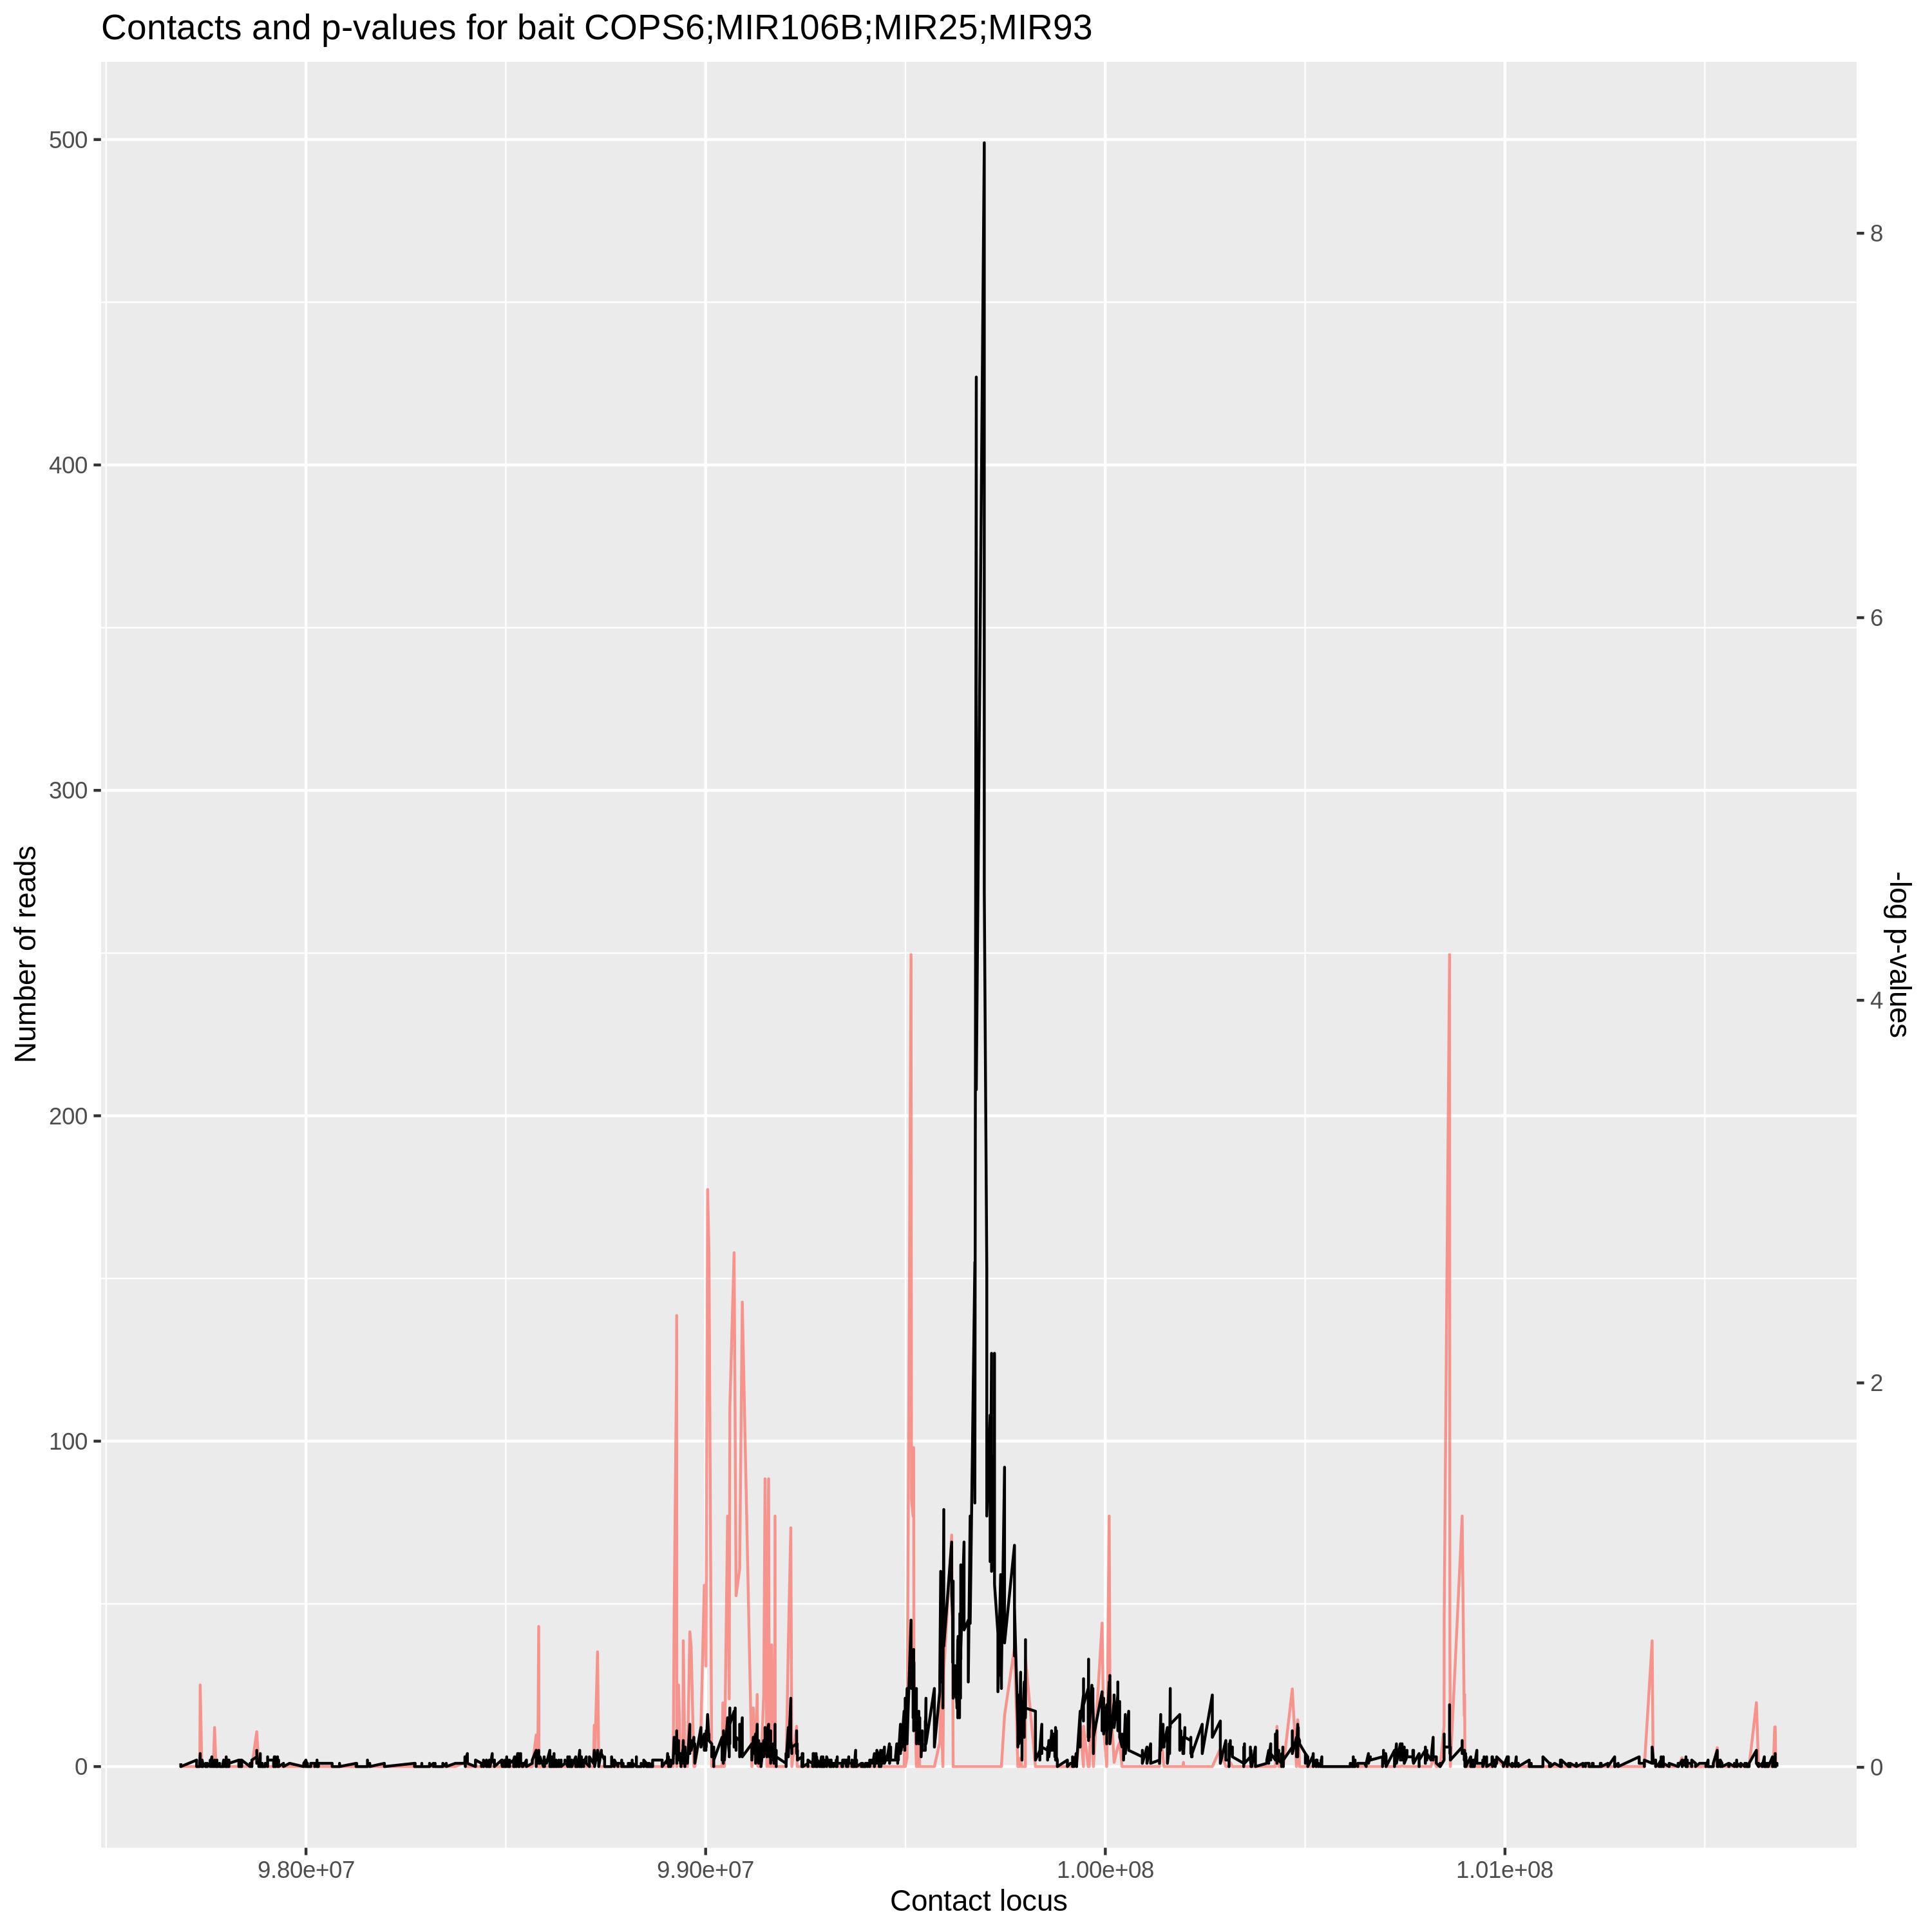 Contacts and p-values for bait COPS6;MIR106B;MIR25;MIR93
500
400
300
200
100
0
Number of reads
8
6
4
2
0
-log p-values
9.80e+07
9.90e+07
1.00e+08
1.01e+08
Contact locus